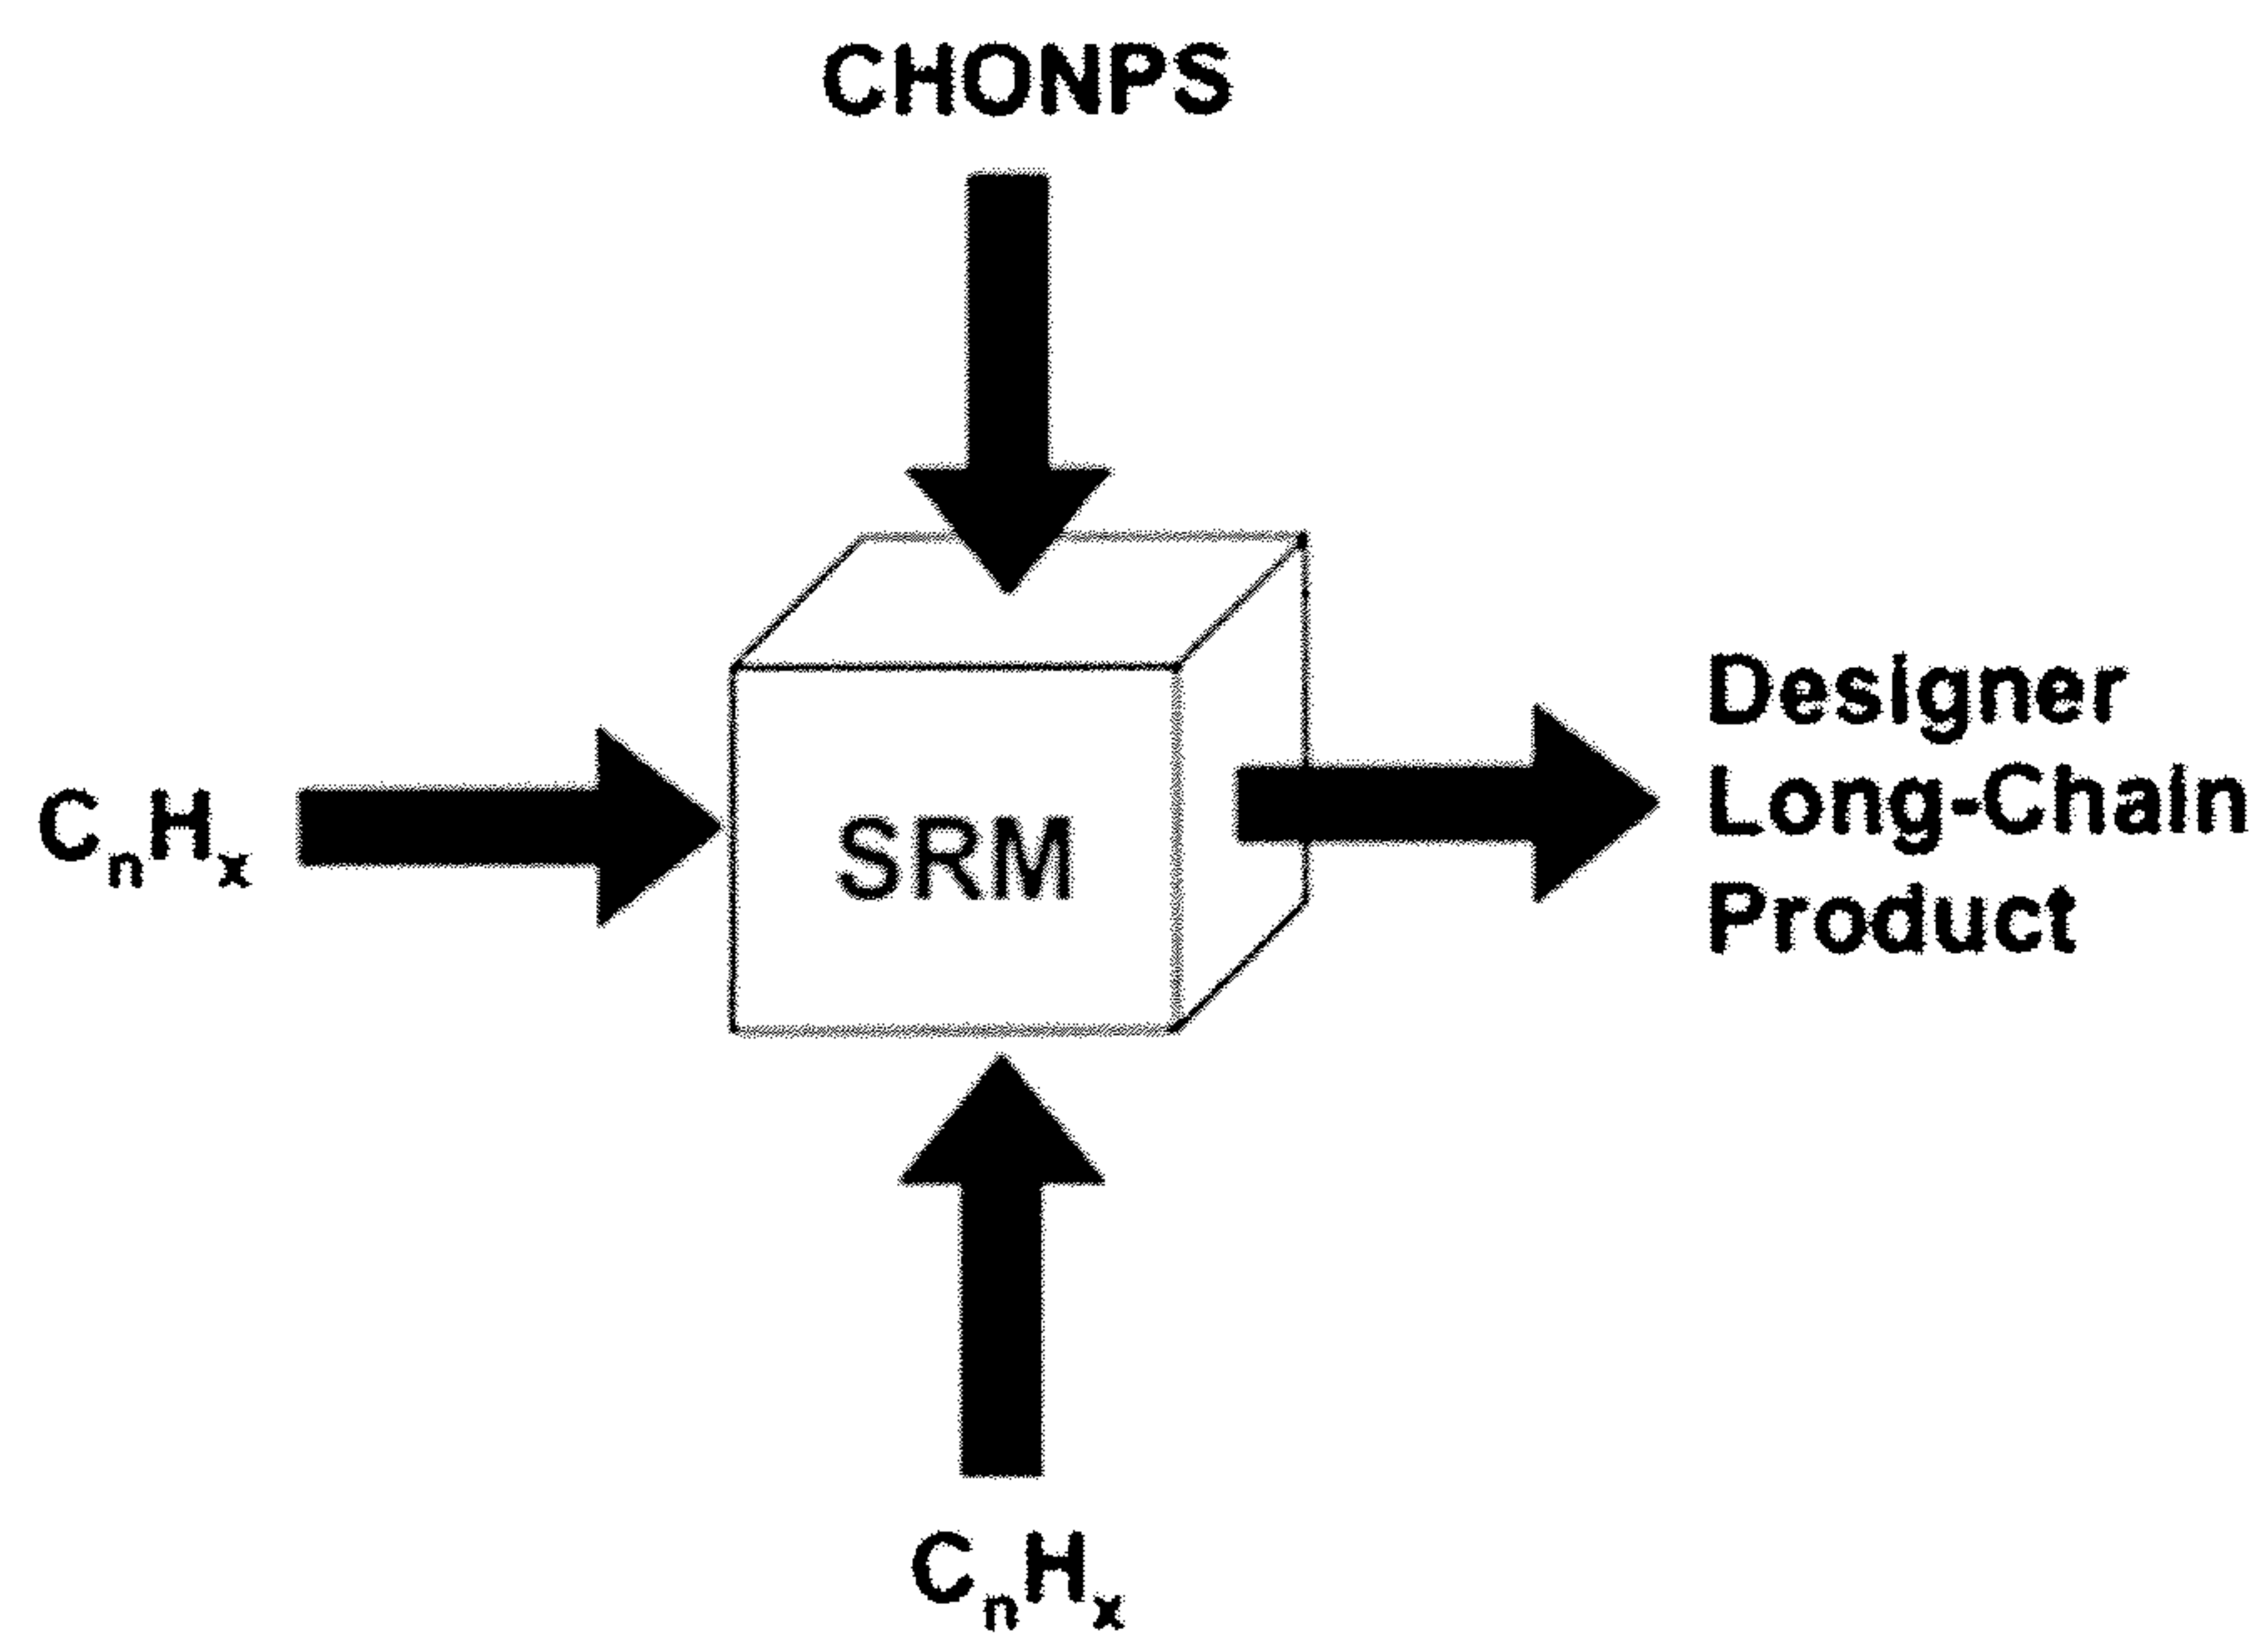 CHONPS
CₙHₓ
SRM
Designer
Long-Chain
Product
CₙHₓ